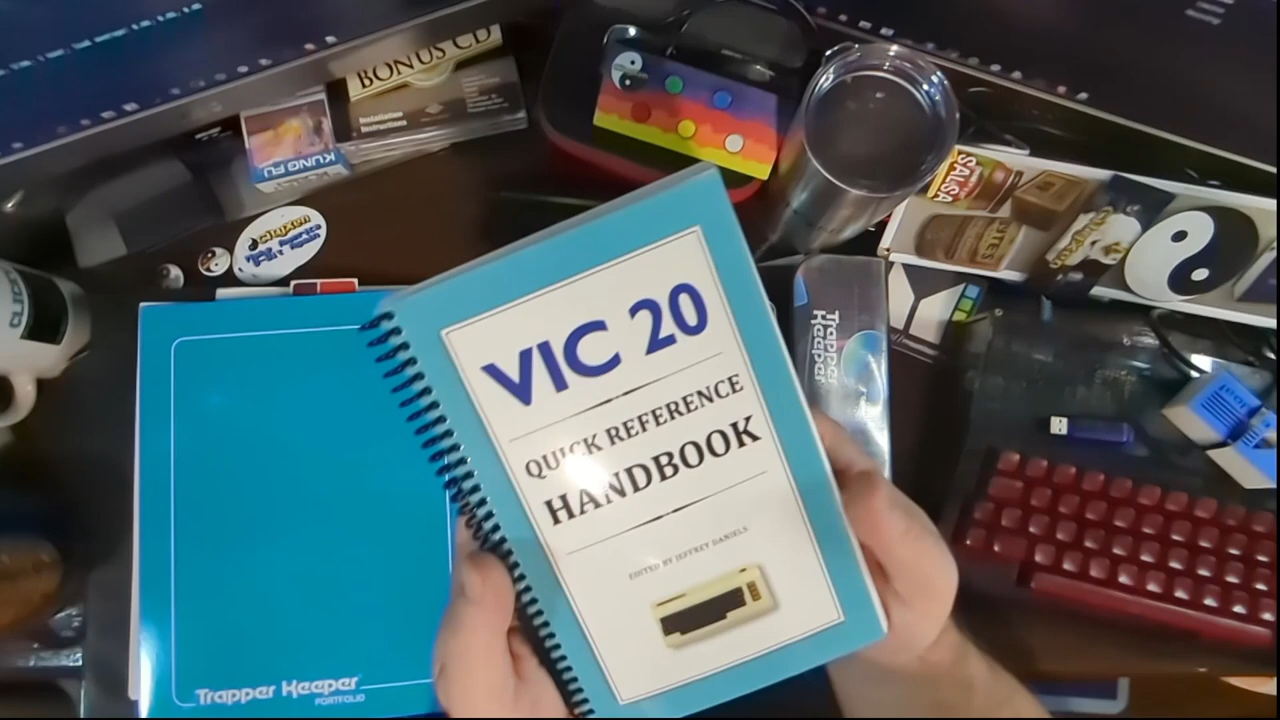 BONUS CD
Installation
Instructions
KUNG FU
SALSA
Trapper
Keeper
VIC 20
QUICK REFERENCE
HANDBOOK
EDITED BY JEFFREY DANIELS
Trapper Keeper
PORTFOLIO